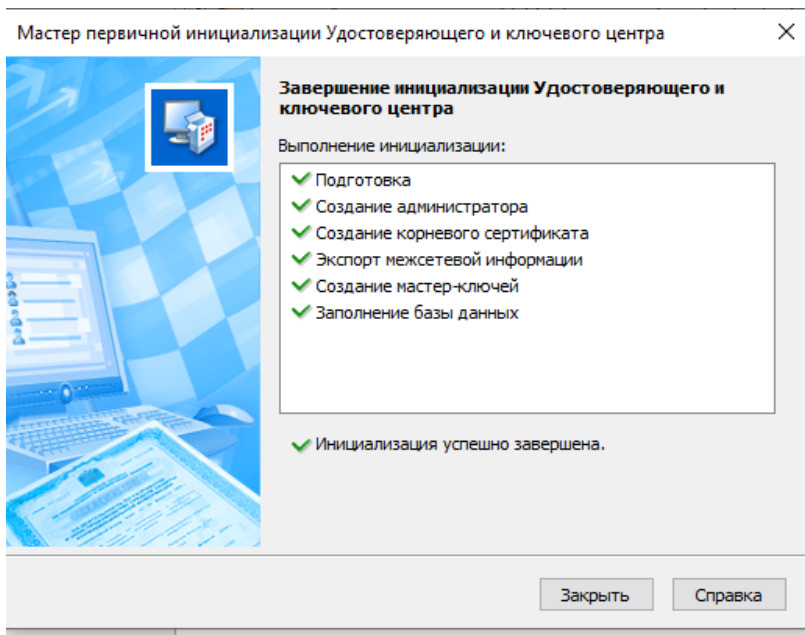 Мастер первичной инициализации Удостоверяющего и ключевого центра
Завершение инициализации Удостоверяющего и
ключевого центра
Выполнение инициализации:
Подготовка
Создание администратора
Создание корневого сертификата
Экспорт межсетевой информации
Создание мастер-ключей
Заполнение базы данных
Инициализация успешно завершена.
Закрыть
Справка